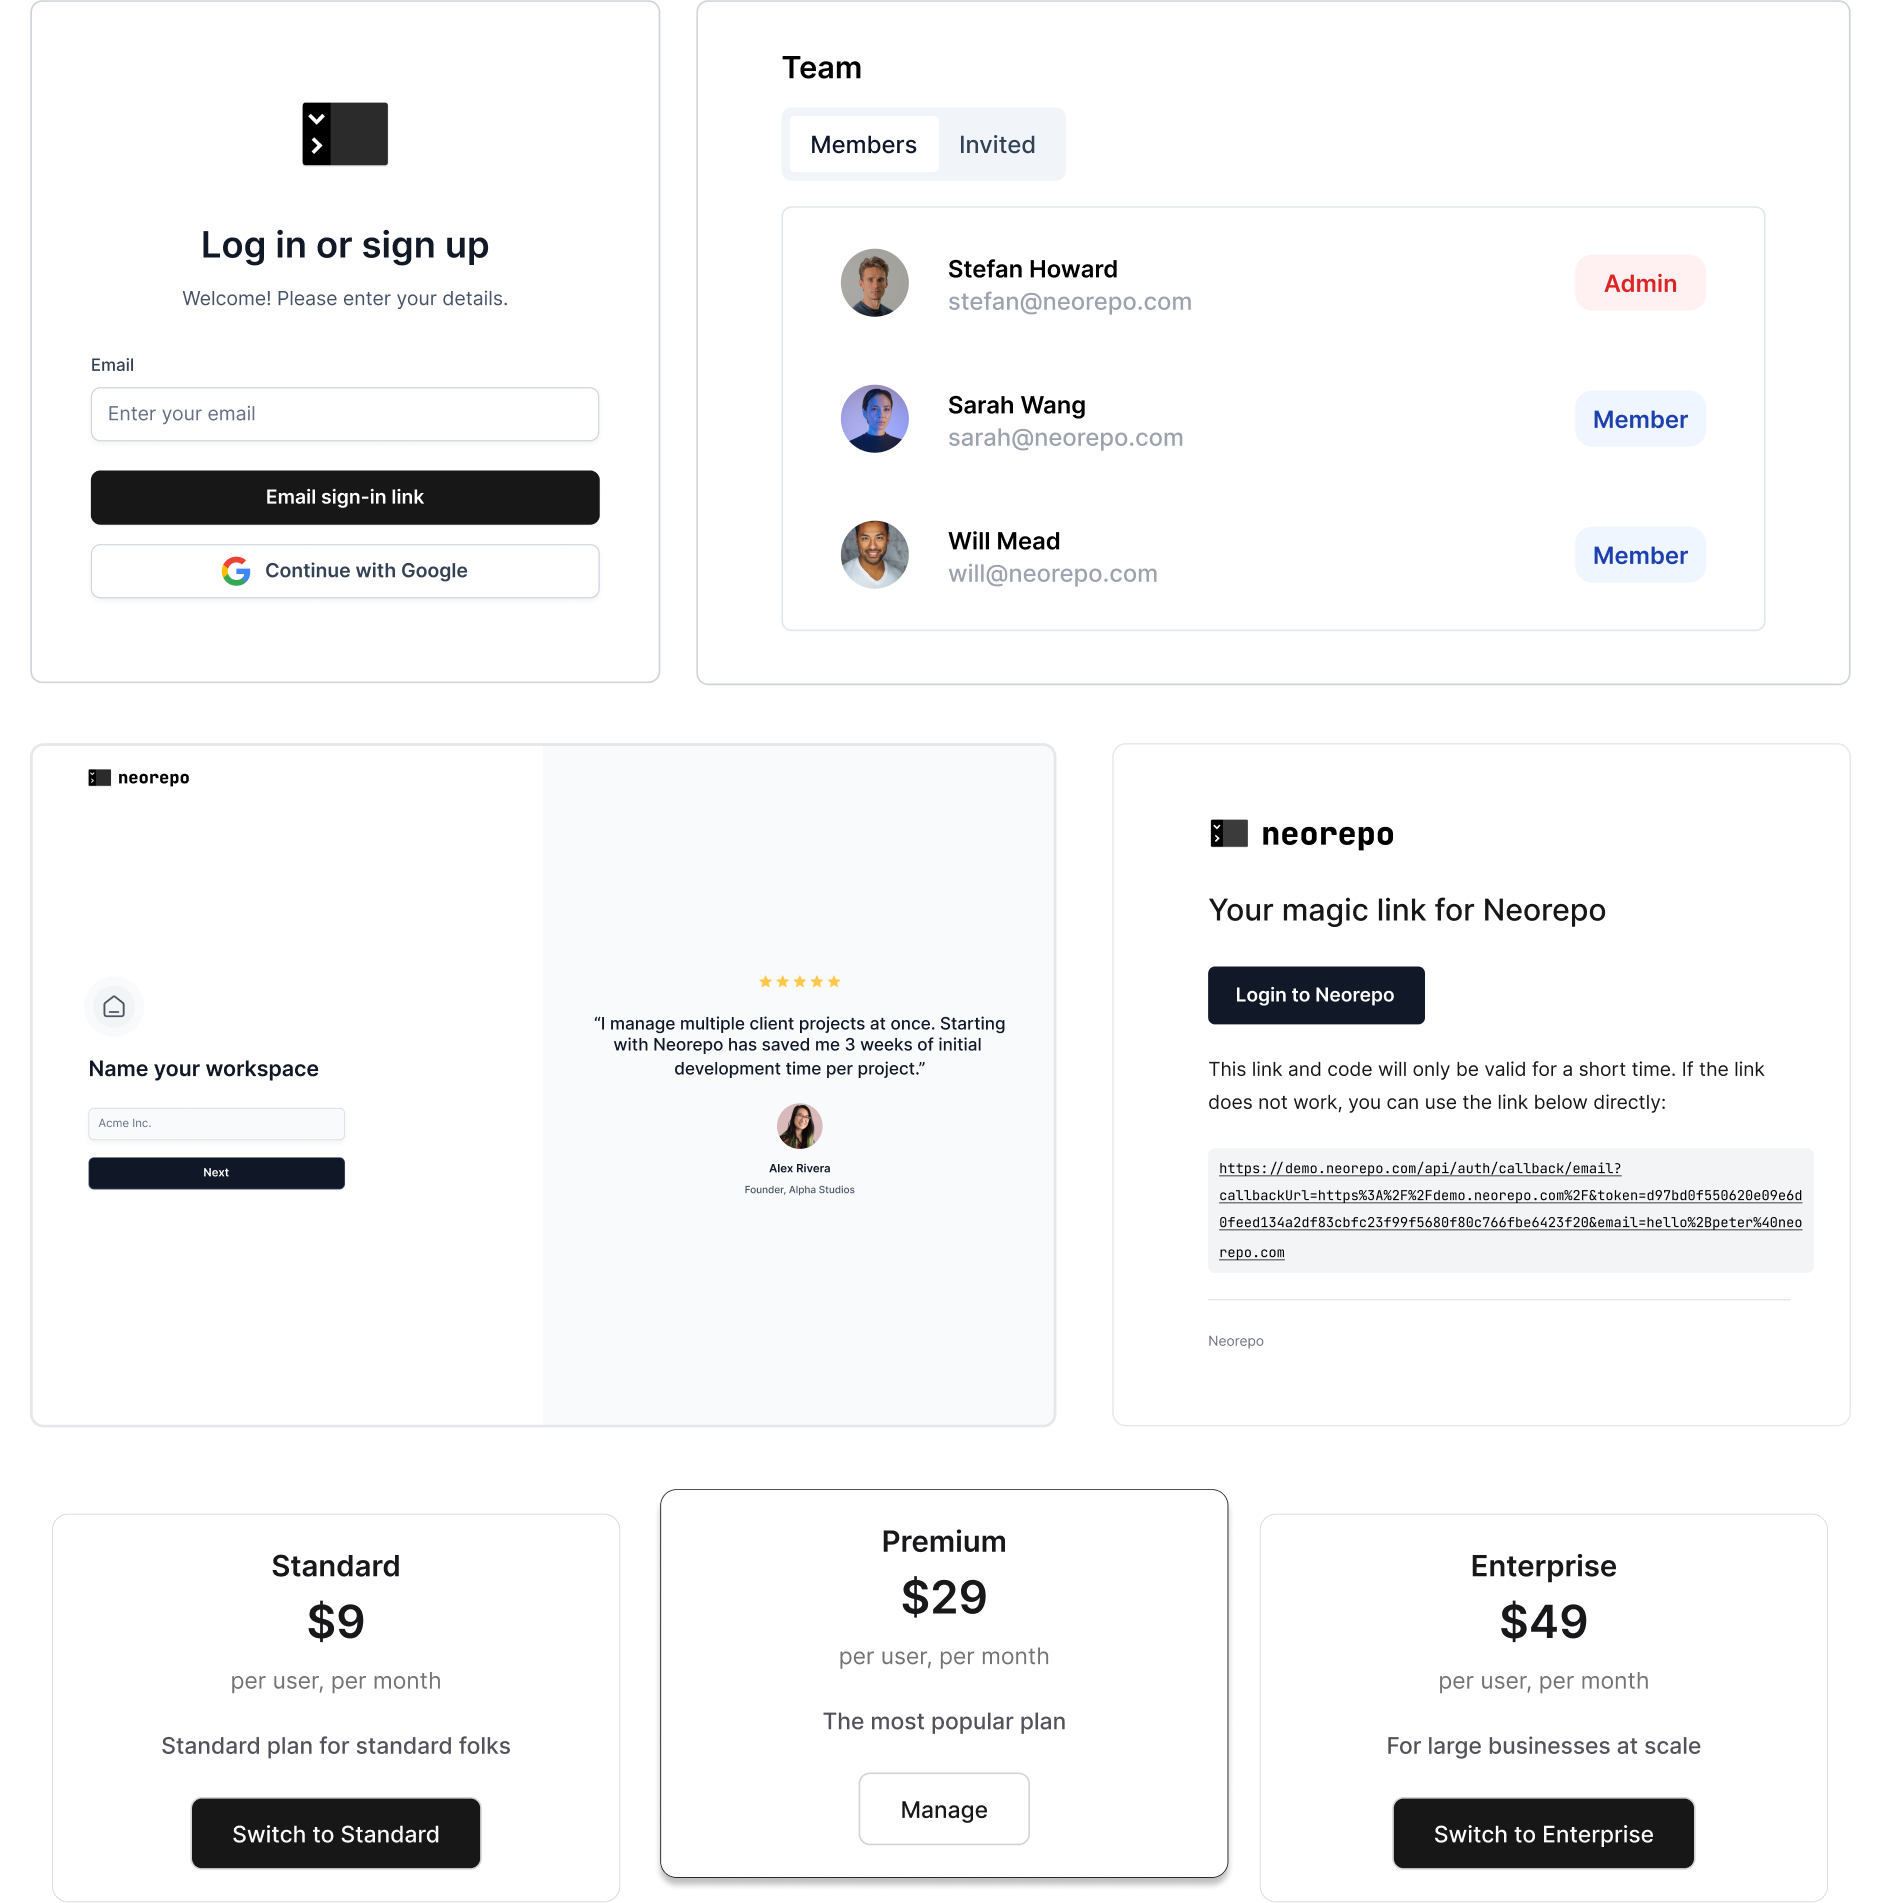 Log in or sign up
Welcome! Please enter your details.
Email
Enter your email
Email sign-in link
Continue with Google
Team
Members
Invited
Stefan Howard
stefan@neorepo.com
Admin
Sarah Wang
sarah@neorepo.com
Member
Will Mead
will@neorepo.com
Member
neorepo
Name your workspace
Acme Inc.
Next
“I manage multiple client projects at once. Starting
with Neorepo has saved me 3 weeks of initial
development time per project.”
Alex Rivera
Founder, Alpha Studios
neorepo
Your magic link for Neorepo
Login to Neorepo
This link and code will only be valid for a short time. If the link
does not work, you can use the link below directly:
https://demo.neorepo.com/api/auth/callback/email?
callbackUrl=https%3A%2F%2Fdemo.neorepo.com%2F&token=d97bd0f550620e09e6d
0feed134a2df83cbfc23f99f5680f80c766fbe6423f20&email=hello%2Bpeter%40neo
repo.com
Neorepo
Standard
$9
per user, per month
Standard plan for standard folks
Switch to Standard
Premium
$29
per user, per month
The most popular plan
Manage
Enterprise
$49
per user, per month
For large businesses at scale
Switch to Enterprise